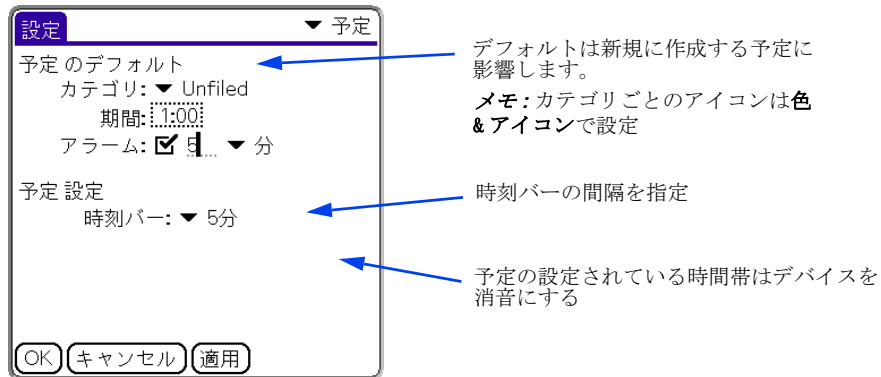 設定 ▼ 予定
予定 のデフォルト
カテゴリ: ▼ Unfiled
期間: 1:00
アラーム: ☑ 5 ▼ 分
予定 設定
時刻バー: ▼ 5分
OK キャンセル 適用
デフォルトは新規に作成する予定に
影響します。
メモ : カテゴリごとのアイコンは色
& アイコンで設定
時刻バーの間隔を指定
予定の設定されている時間帯はデバイスを
消音にする